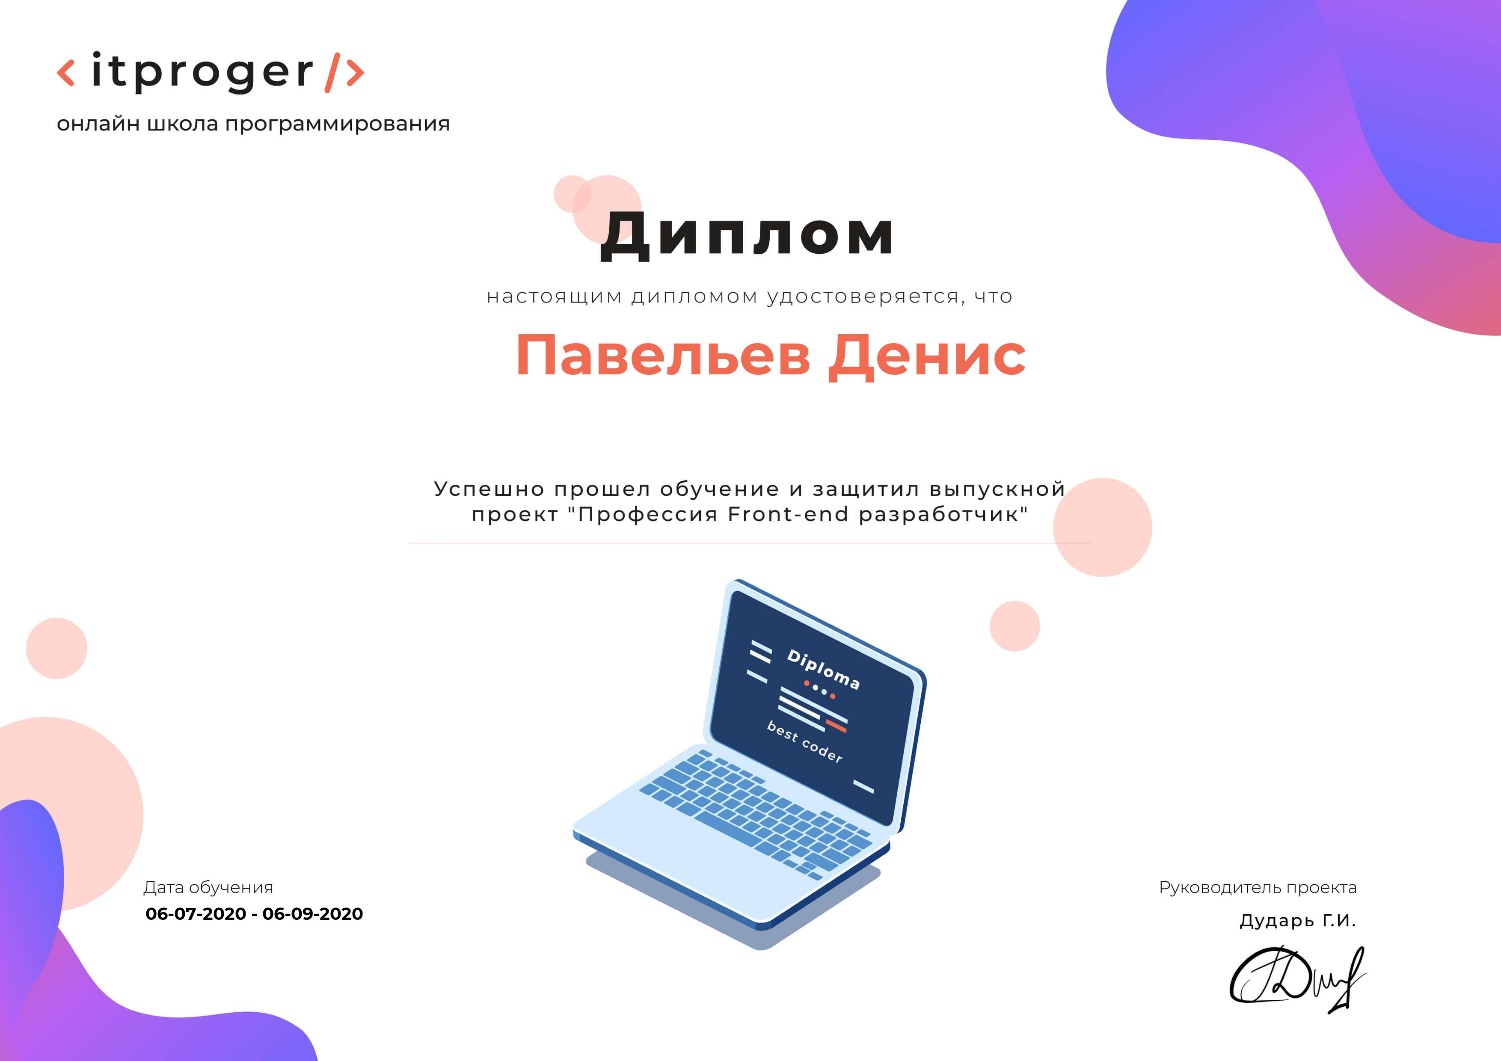 < itproger />
онлайн школа программирования
Диплом
настоящим дипломом удостоверяется, что
Павельев Денис
Успешно прошел обучение и защитил выпускной
проект "Профессия Front-end разработчик"
Diploma
best coder
Дата обучения
06-07-2020 - 06-09-2020
Руководитель проекта
Дударь Г.И.